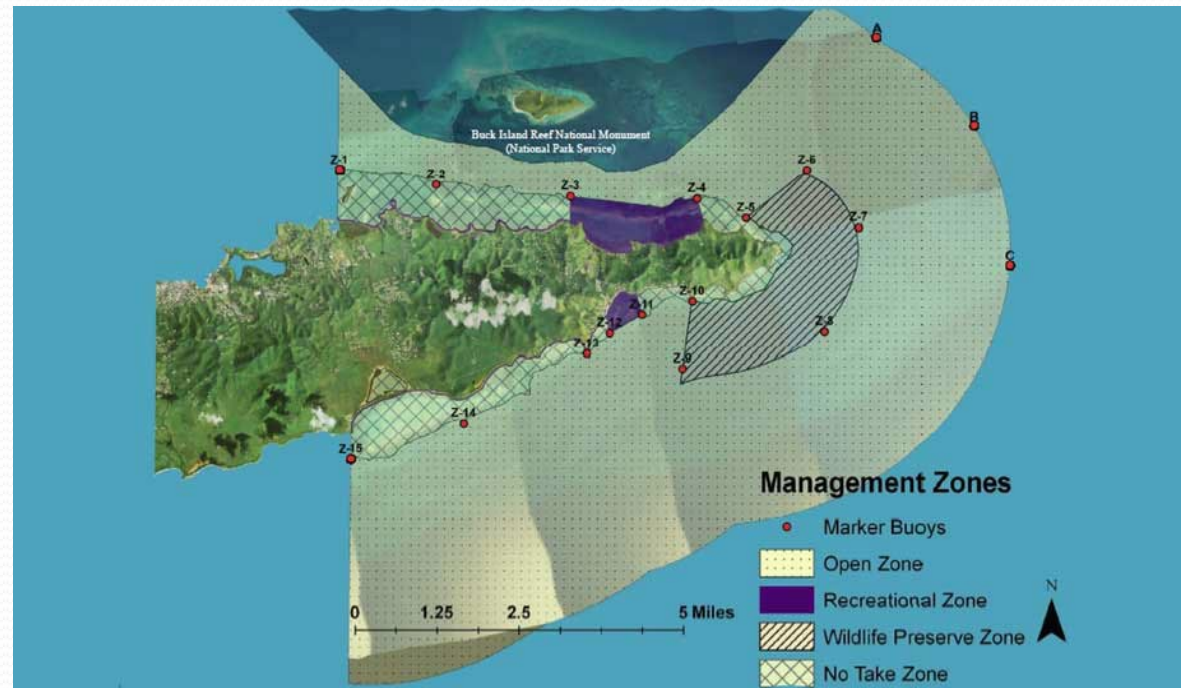 A
B
Buck Island Reef National Monument
(National Park Service)
Z-1
Z-2
Z-3
Z-4
Z-5
Z-6
Z-7
C
Z-10
Z-11
Z-12
Z-8
Z-13
Z-9
Z-14
Z-15
Management Zones
Marker Buoys
Open Zone
Recreational Zone
Wildlife Preserve Zone
No Take Zone
N
0 1.25 2.5 5 Miles